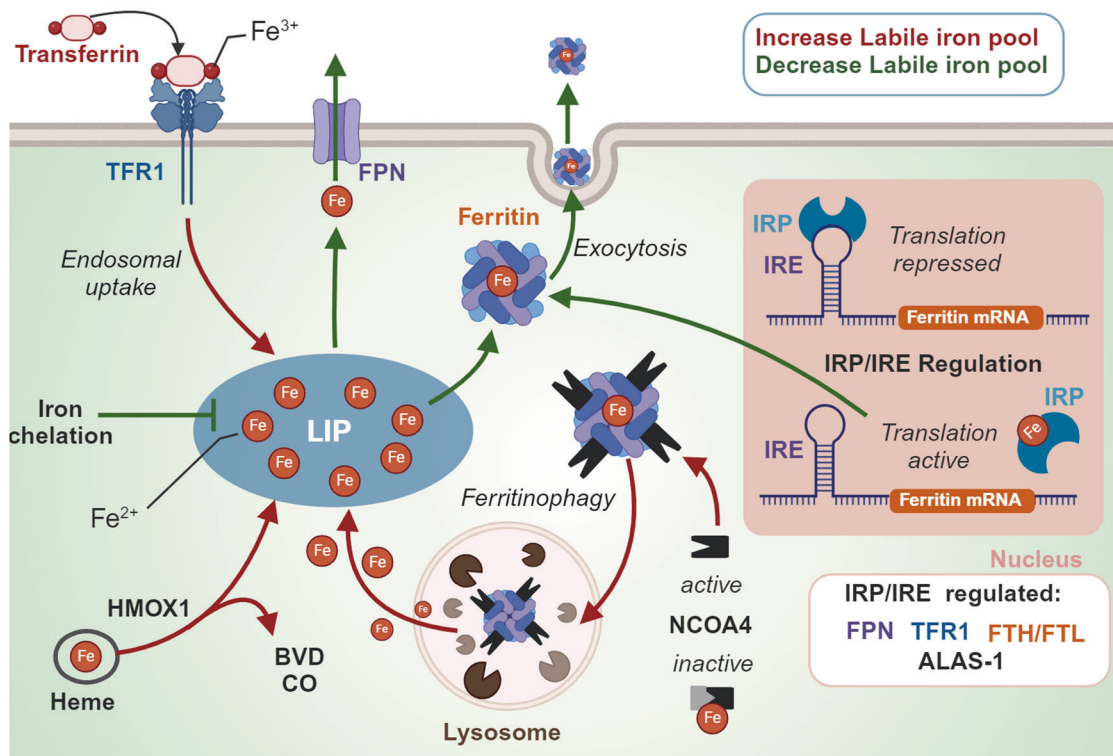 Transferrin
Fe³⁺
Increase Labile iron pool
Decrease Labile iron pool
TFR1
FPN
Fe
Fe
Fe
Endosomal
uptake
Ferritin
Fe
Exocytosis
IRP
IRE
Translation
repressed
Ferritin mRNA
IRP/IRE Regulation
IRP
Fe
IRE
Translation
active
Ferritin mRNA
Nucleus
Iron
chelation
LIP
Fe
Fe
Fe
Fe
Fe
Fe
Fe
Fe²⁺
Fe
Ferritinophagy
Fe
Fe
Fe
Fe
active
NCOA4
inactive
Fe
Lysosome
HMOX1
BVD
CO
Fe
Heme
IRP/IRE regulated:
FPN TFR1 FTH/FTL
ALAS-1